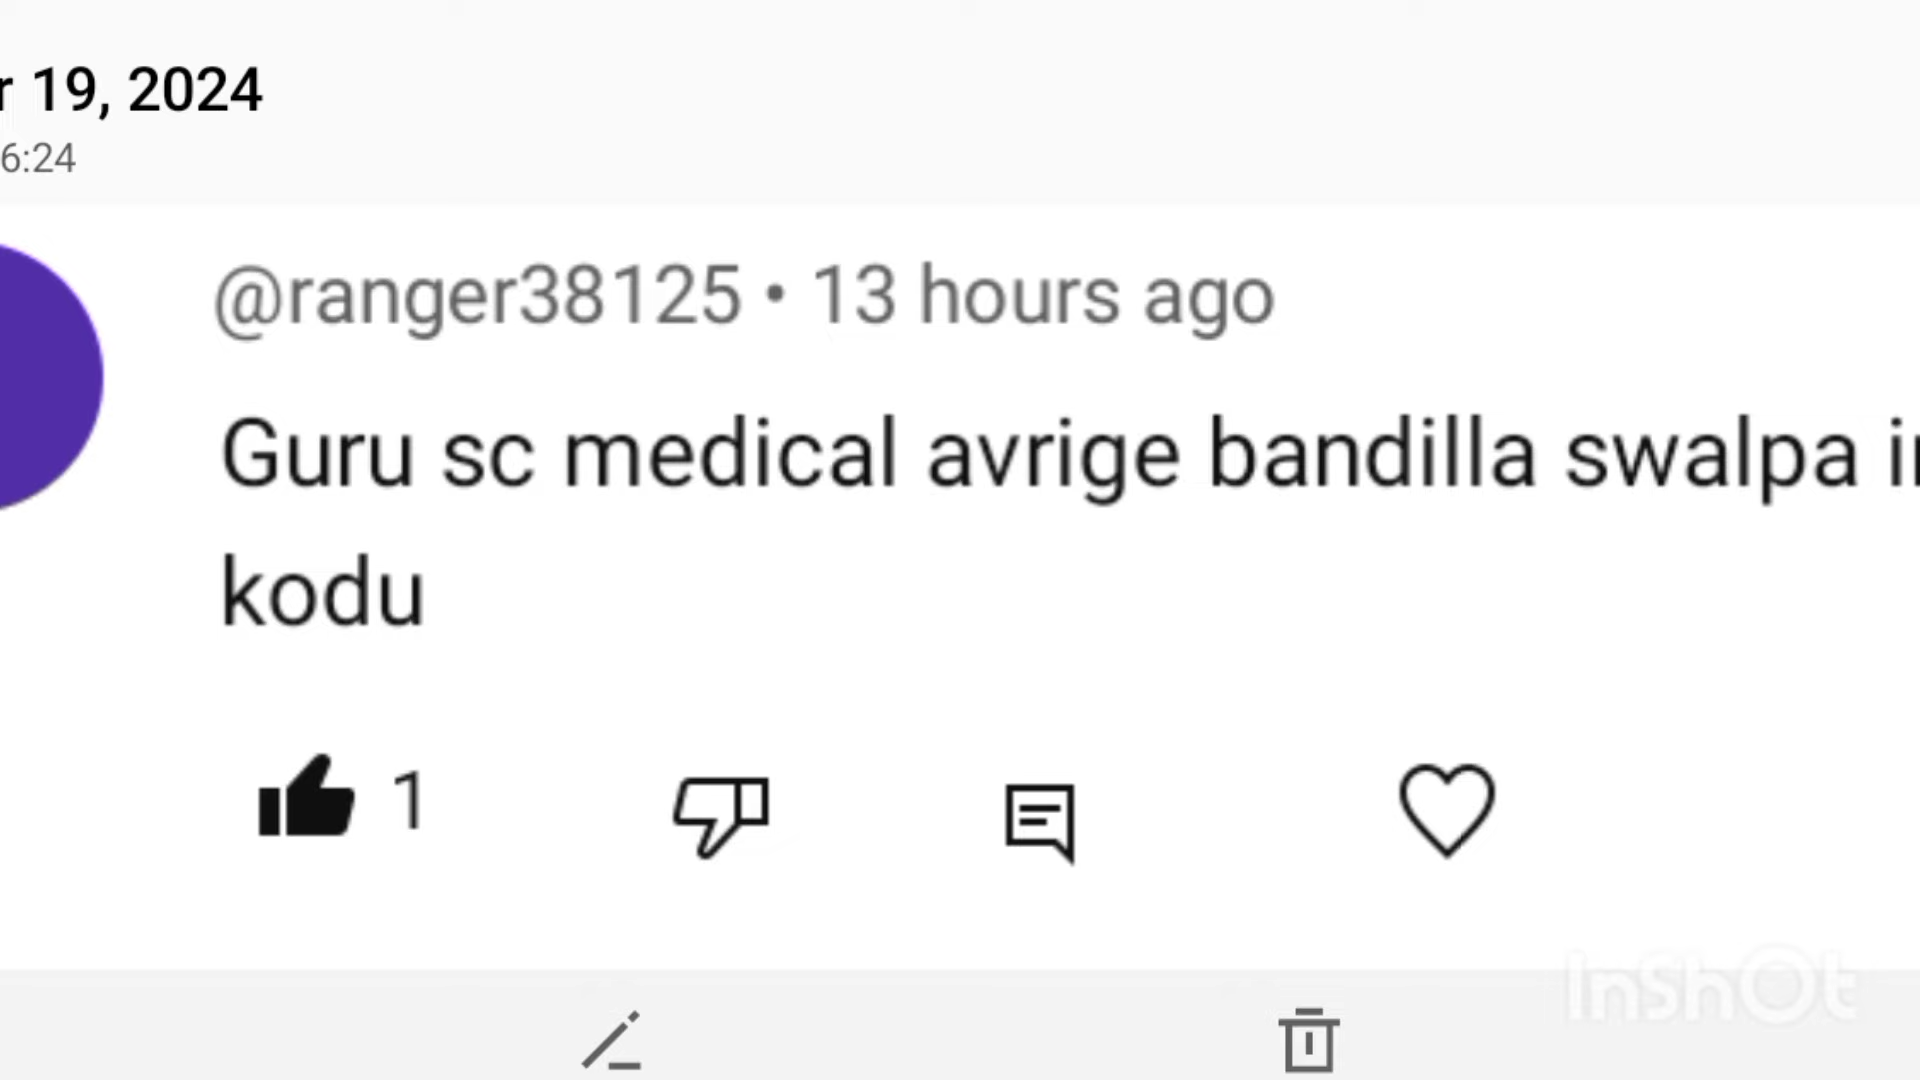 19, 2024
6:24
@ranger38125 • 13 hours ago
Guru sc medical avrige bandilla swalpa
kodu
1
InShOt